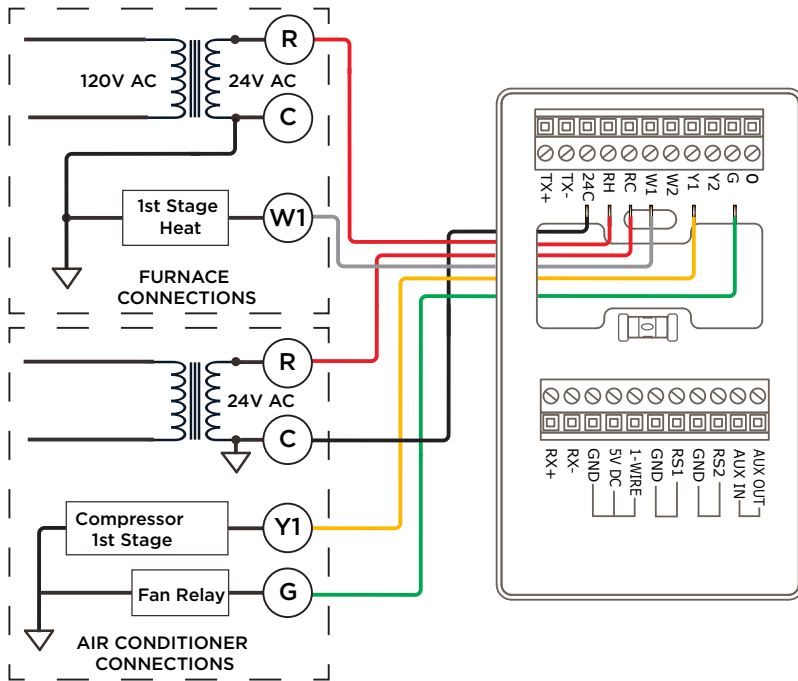 R
120V AC
24V AC
C
1st Stage
Heat
W1
FURNACE
CONNECTIONS
R
24V AC
C
Compressor
1st Stage
Y1
Fan Relay
G
AIR CONDITIONER
CONNECTIONS
TX+
TX-
24C
RH
RC
W1
W2
Y1
Y2
G
O
RX+
RX-
GND
5V DC
1-WIRE
GND
RS1
GND
RS2
AUX IN
AUX OUT